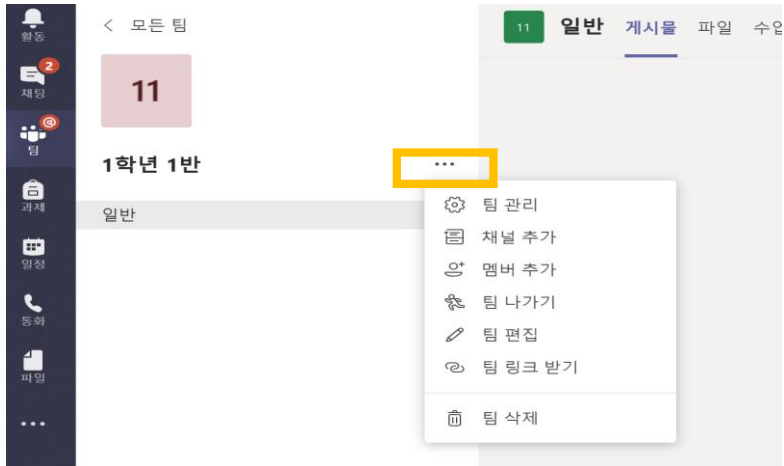 활동
2
채팅
@
팀
과제
일정
통화
파일
< 모든 팀
11
1학년 1반
일반
11 일반 게시물 파일 수업
팀 관리
채널 추가
멤버 추가
팀 나가기
팀 편집
팀 링크 받기
팀 삭제